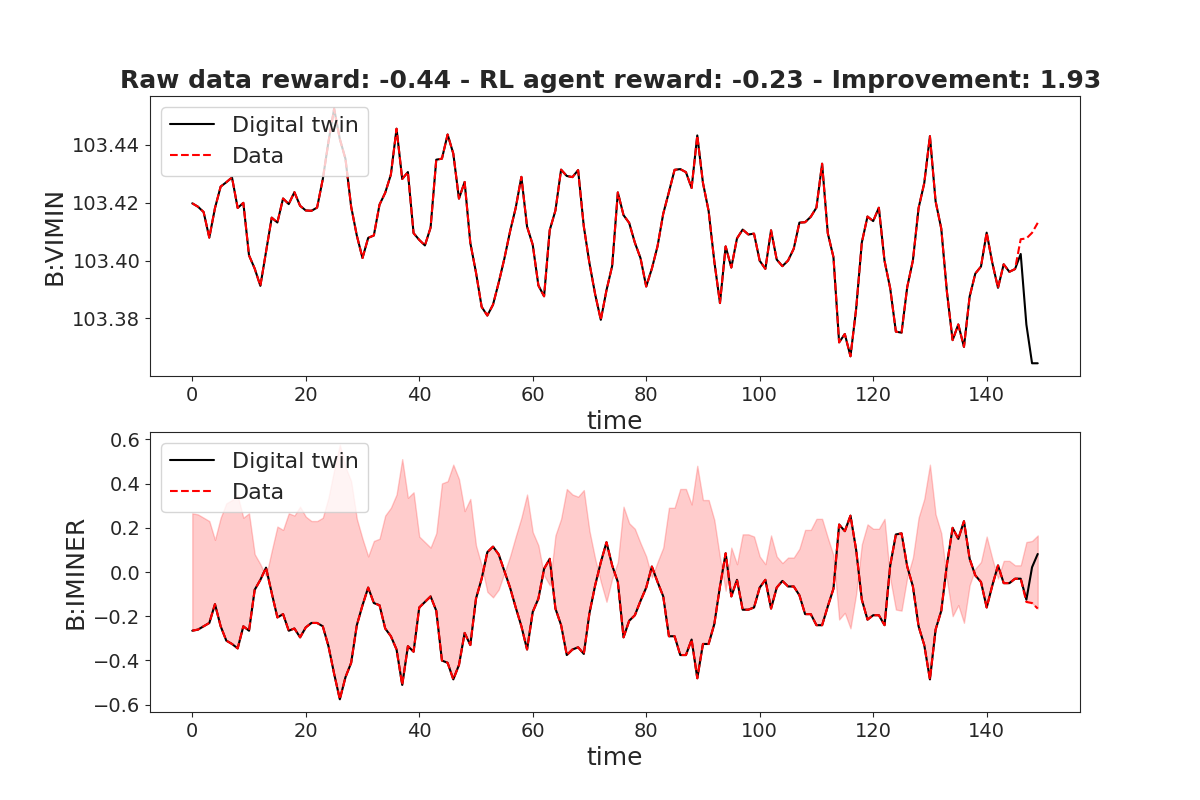 Raw data reward: -0.44 - RL agent reward: -0.23 - Improvement: 1.93
Digital twin
Data
103.44
103.42
103.40
103.38
B:VIMIN
0 20 40 60 80 100 120 140
time
Digital twin
Data
0.6
0.4
0.2
0.0
−0.2
−0.4
−0.6
B:IMINER
0 20 40 60 80 100 120 140
time